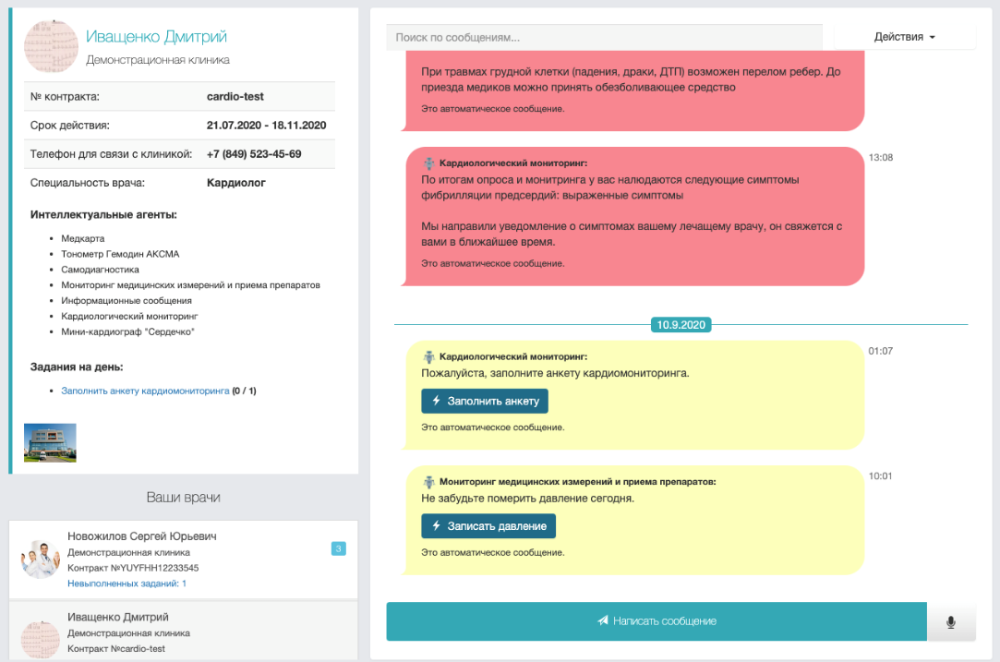 Иващенко Дмитрий
Демонстрационная клиника
№ контракта: cardio-test
Срок действия: 21.07.2020 - 18.11.2020
Телефон для связи с клиникой: +7 (849) 523-45-69
Специальность врача: Кардиолог
Интеллектуальные агенты:
Медкарта
Тонометр Гемодин АКСМА
Самодиагностика
Мониторинг медицинских измерений и приема препаратов
Информационные сообщения
Кардиологический мониторинг
Мини-кардиограф "Сердечко"
Задания на день:
Заполнить анкету кардиомониторинга (0 / 1)
Ваши врачи
Новожилов Сергей Юрьевич
3
Демонстрационная клиника
Контракт №YUYFHH12233545
Невыполненных заданий: 1
Иващенко Дмитрий
Демонстрационная клиника
Контракт №cardio-test
Поиск по сообщениям...
Действия
При травмах грудной клетки (падения, драки, ДТП) возможен перелом ребер. До
приезда медиков можно принять обезболивающее средство
Это автоматическое сообщение.
13:08
Кардиологический мониторинг:
По итогам опроса и монитринга у вас налюдаются следующие симптомы
фибрилляции предсердий: выраженные симптомы
Мы направили уведомление о симптомах вашему лечащему врачу, он свяжется с
вами в ближайшее время.
Это автоматическое сообщение.
10.9.2020
01:07
Кардиологический мониторинг:
Пожалуйста, заполните анкету кардиомониторинга.
Заполнить анкету
Это автоматическое сообщение.
10:01
Мониторинг медицинских измерений и приема препаратов:
Не забудьте померить давление сегодня.
Записать давление
Это автоматическое сообщение.
Написать сообщение